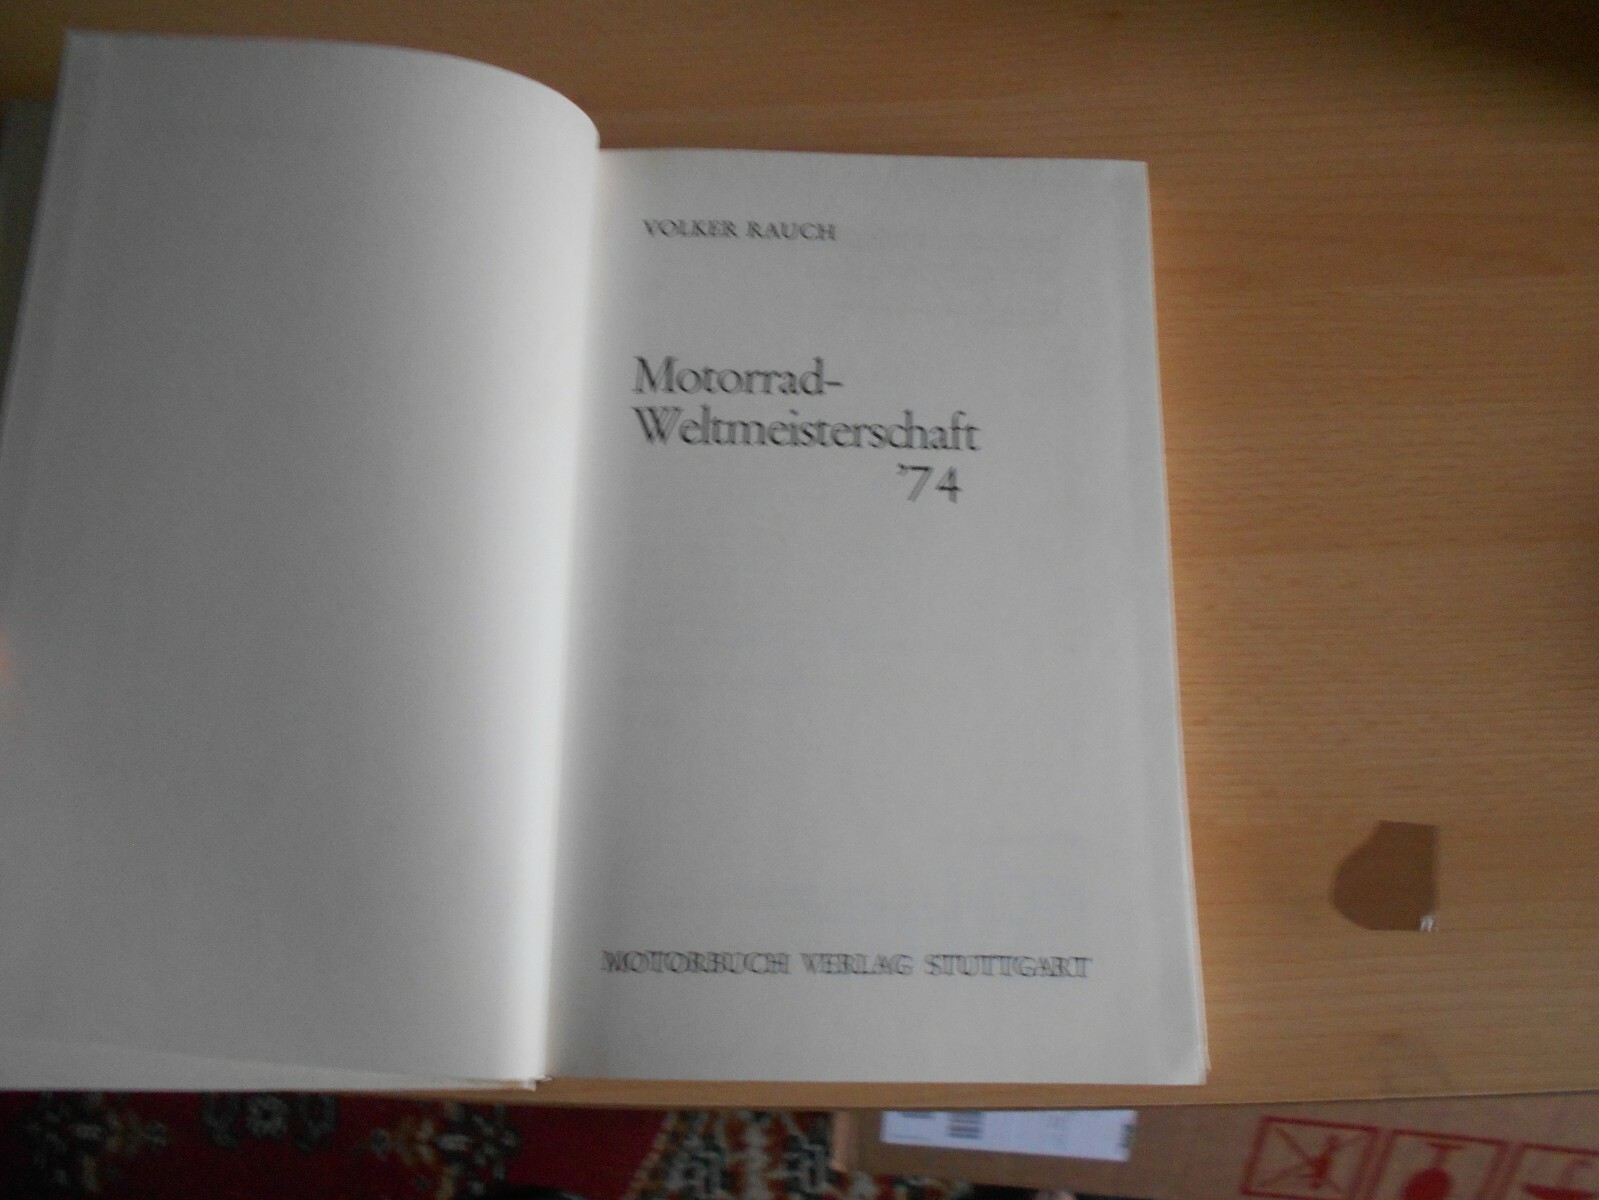 VOLKER RAUCH
Motorrad-
Weltmeisterschaft
'74
MOTORBUCH VERLAG STUTTGART